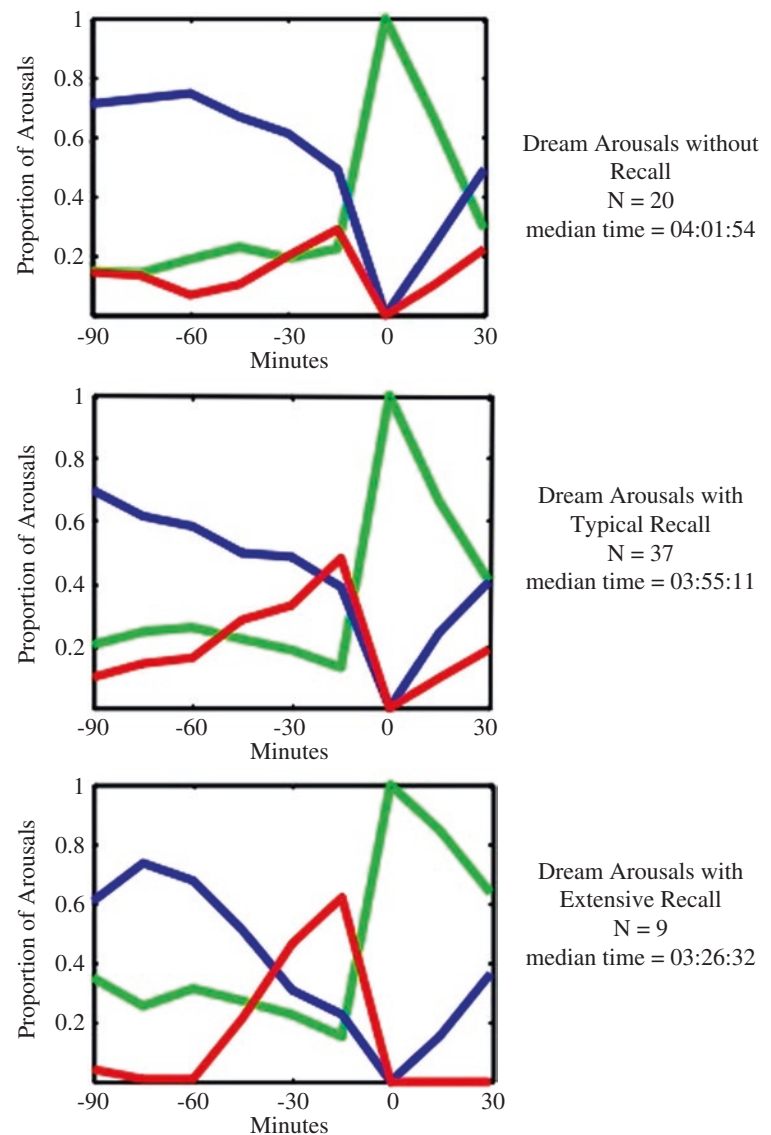 1
0.8
0.6
0.4
0.2
Proportion of Arousals
-90
-60
-30
0
30
Minutes
Dream Arousals without
Recall
N = 20
median time = 04:01:54
1
0.8
0.6
0.4
0.2
Proportion of Arousals
-90
-60
-30
0
30
Minutes
Dream Arousals with
Typical Recall
N = 37
median time = 03:55:11
1
0.8
0.6
0.4
0.2
Proportion of Arousals
-90
-60
-30
0
30
Minutes
Dream Arousals with
Extensive Recall
N = 9
median time = 03:26:32